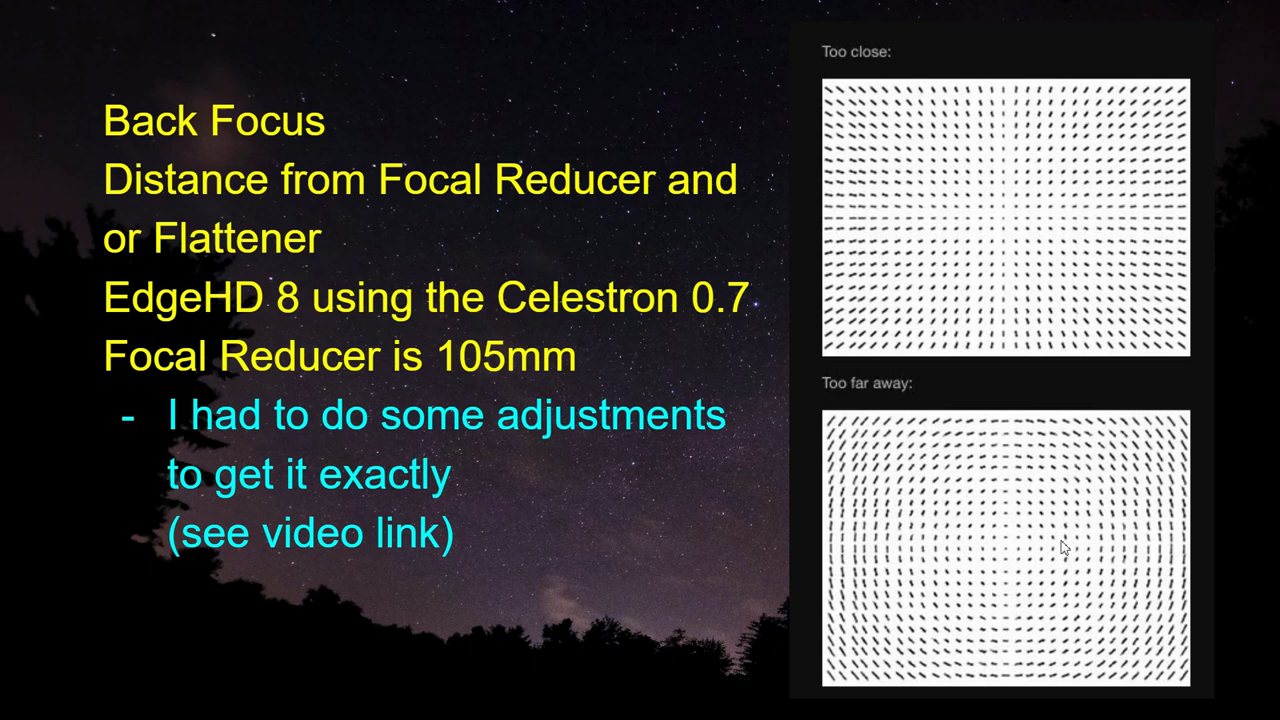 Back Focus
Distance from Focal Reducer and
or Flattener
EdgeHD 8 using the Celestron 0.7
Focal Reducer is 105mm
- I had to do some adjustments
to get it exactly
(see video link)
Too close:
Too far away: